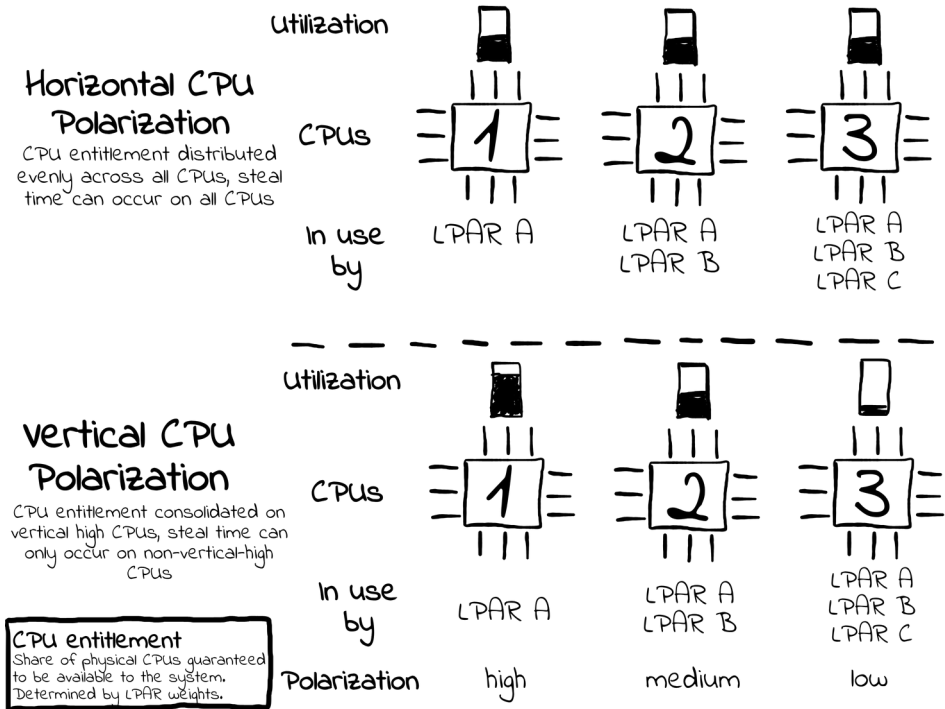 Utilization
Horizontal CPU
Polarization
CPU entitlement distributed
evenly across all CPUs, steal
time can occur on all CPUs
CPUs
1
2
3
In use
by
LPAR A
LPAR A
LPAR B
LPAR A
LPAR B
LPAR C
Utilization
Vertical CPU
Polarization
CPU entitlement consolidated on
vertical high CPUs, steal time can
only occur on non-vertical-high
CPUs
CPUs
1
2
3
In use
by
LPAR A
LPAR A
LPAR B
LPAR A
LPAR B
LPAR C
Polarization
high
medium
low
CPU entitlement
Share of physical CPUs guaranteed
to be available to the system.
Determined by LPAR weights.